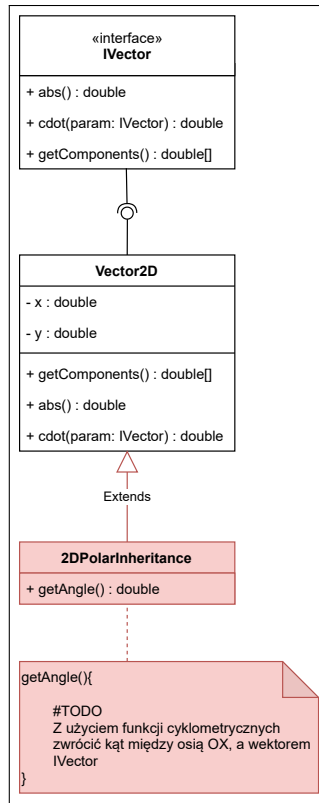 «interface»
IVector
+ abs() : double
+ cdot(param: IVector) : double
+ getComponents() : double[]
Vector2D
- x : double
- y : double
+ getComponents() : double[]
+ abs() : double
+ cdot(param: IVector) : double
Extends
2DPolarInheritance
+ getAngle() : double
getAngle(){
#TODO
Z użyciem funkcji cyklometrycznych
zwrócić kąt między osią OX, a wektorem
IVector
}